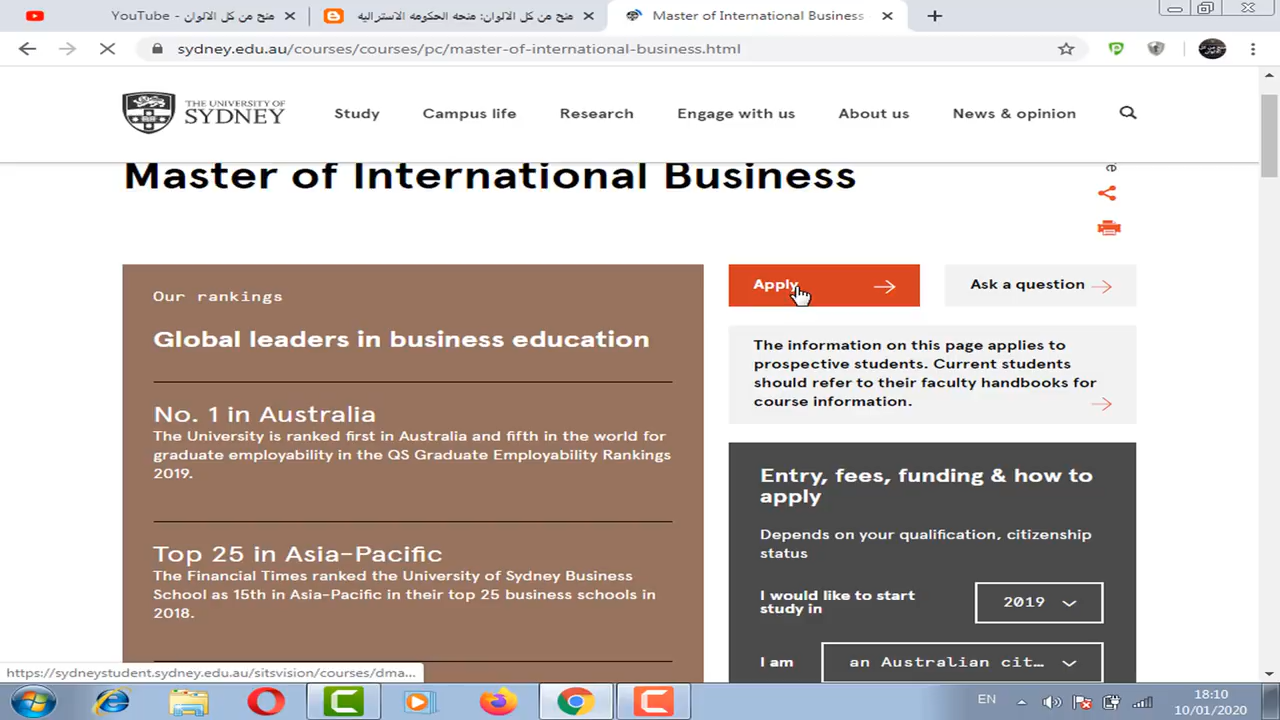 منح من كل الالوان - YouTube
منح من كل الالوان: منحه الحكومه الاستراليه
Master of International Business
sydney.edu.au/courses/courses/pc/master-of-international-business.html
THE UNIVERSITY OF
SYDNEY
Study
Campus life
Research
Engage with us
About us
News & opinion
Master of International Business
Our rankings
Global leaders in business education
No. 1 in Australia
The University is ranked first in Australia and fifth in the world for
graduate employability in the QS Graduate Employability Rankings
2019.
Top 25 in Asia-Pacific
The Financial Times ranked the University of Sydney Business
School as 15th in Asia-Pacific in their top 25 business schools in
2018.
Apply
Ask a question
The information on this page applies to
prospective students. Current students
should refer to their faculty handbooks for
course information.
Entry, fees, funding & how to
apply
Depends on your qualification, citizenship
status
I would like to start
study in
2019
I am
an Australian cit...
https://sydneystudent.sydney.edu.au/sitsvision/courses/dma...
EN
18:10
10/01/2020